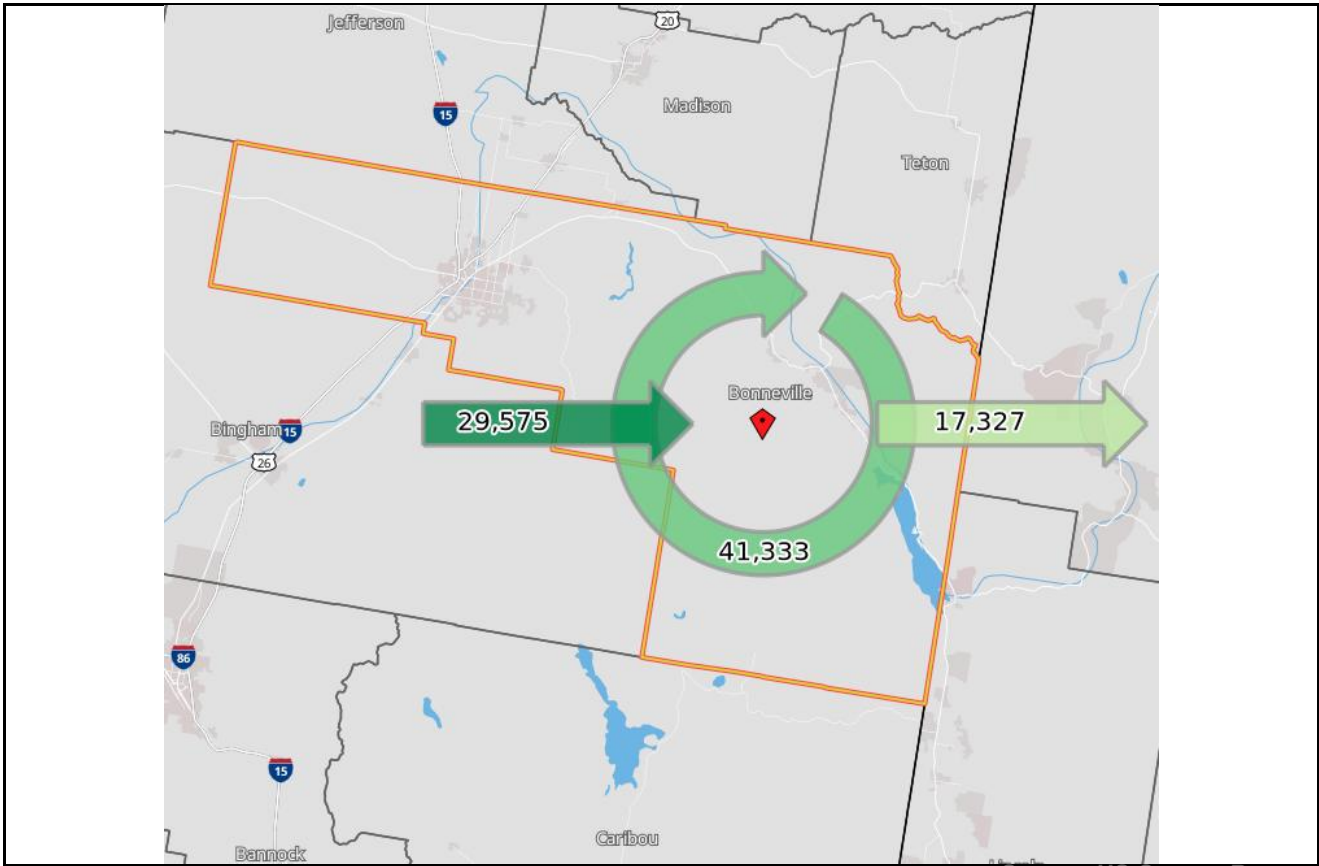 Jefferson
20
Madison
15
Teton
Bonneville
29,575
17,327
Bingham
15
26
41,333
86
15
Caribou
Bannock